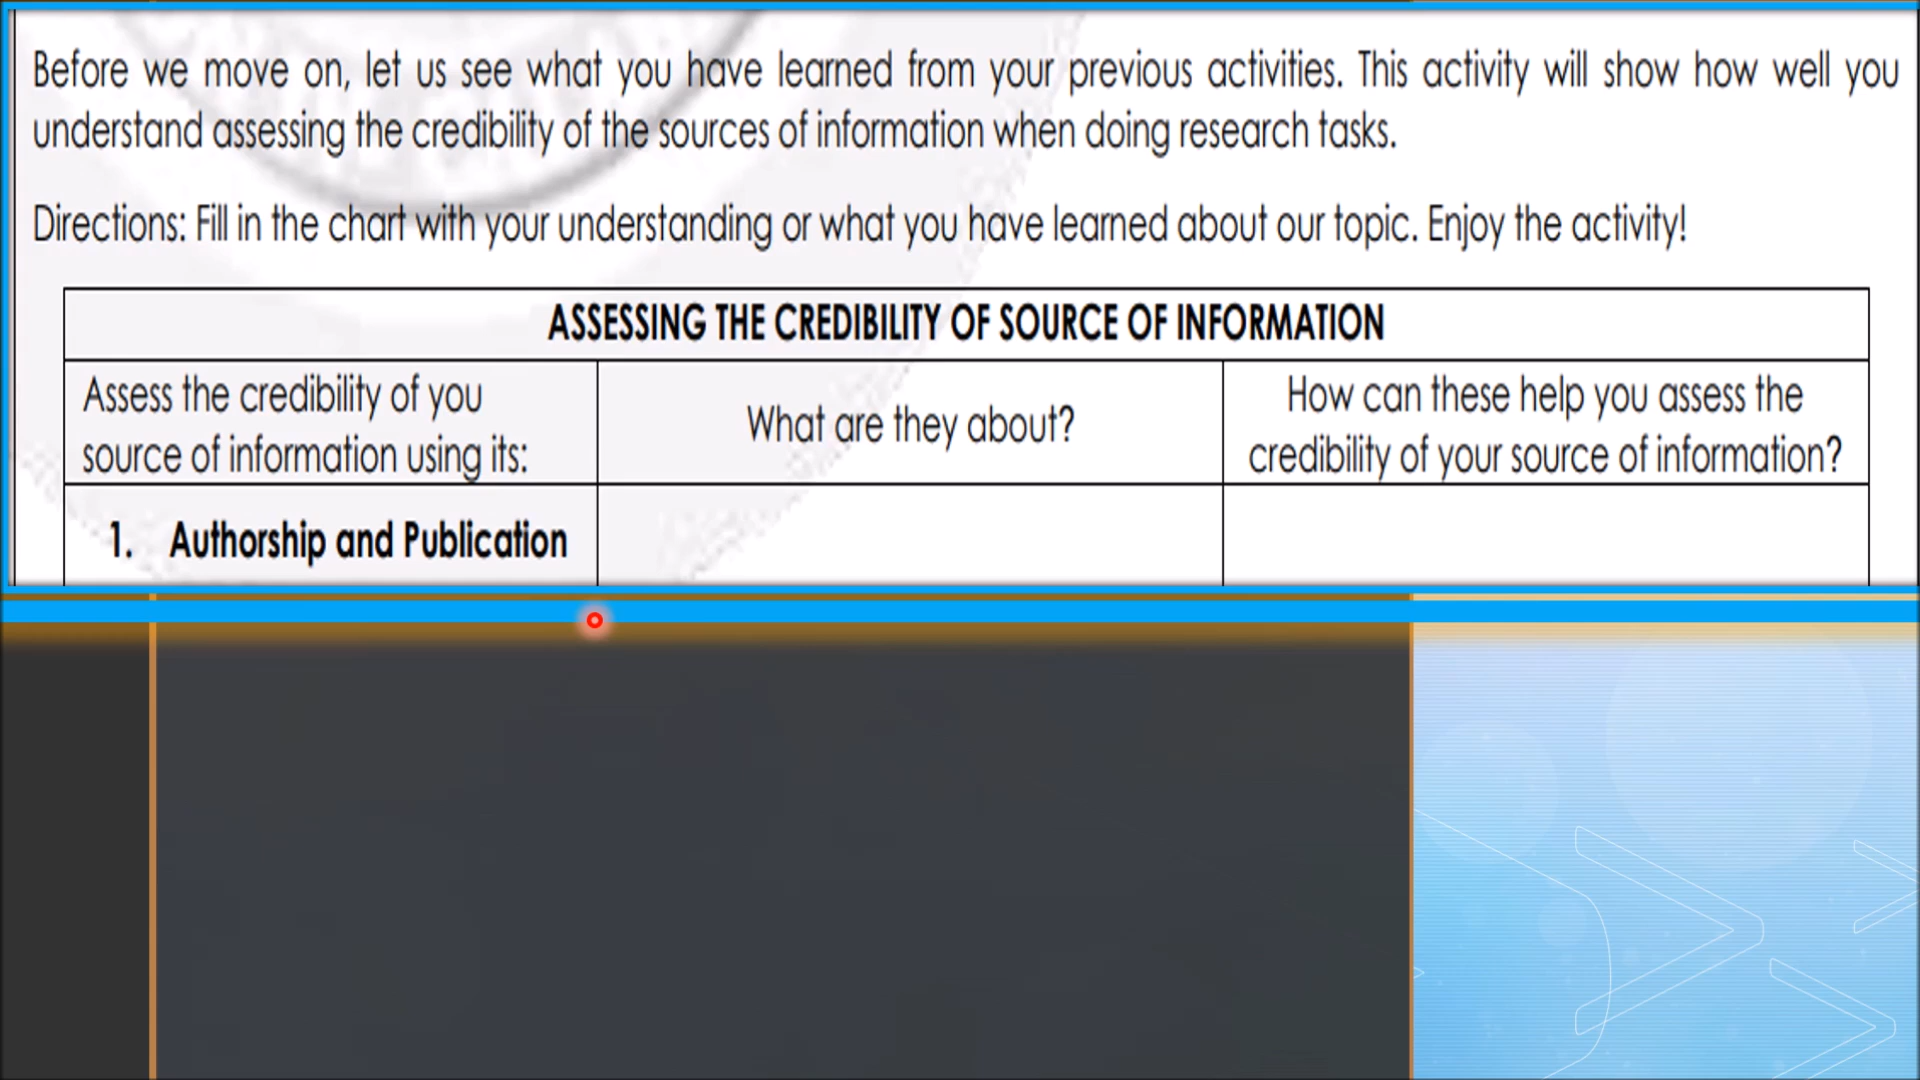 Before we move on, let us see what you have learned from your previous activities. This activity will show how well you
understand assessing the credibility of the sources of information when doing research tasks.
Directions: Fill in the chart with your understanding or what you have learned about our topic. Enjoy the activity!
ASSESSING THE CREDIBILITY OF SOURCE OF INFORMATION
Assess the credibility of you
source of information using its:
What are they about?
How can these help you assess the
credibility of your source of information?
1. Authorship and Publication